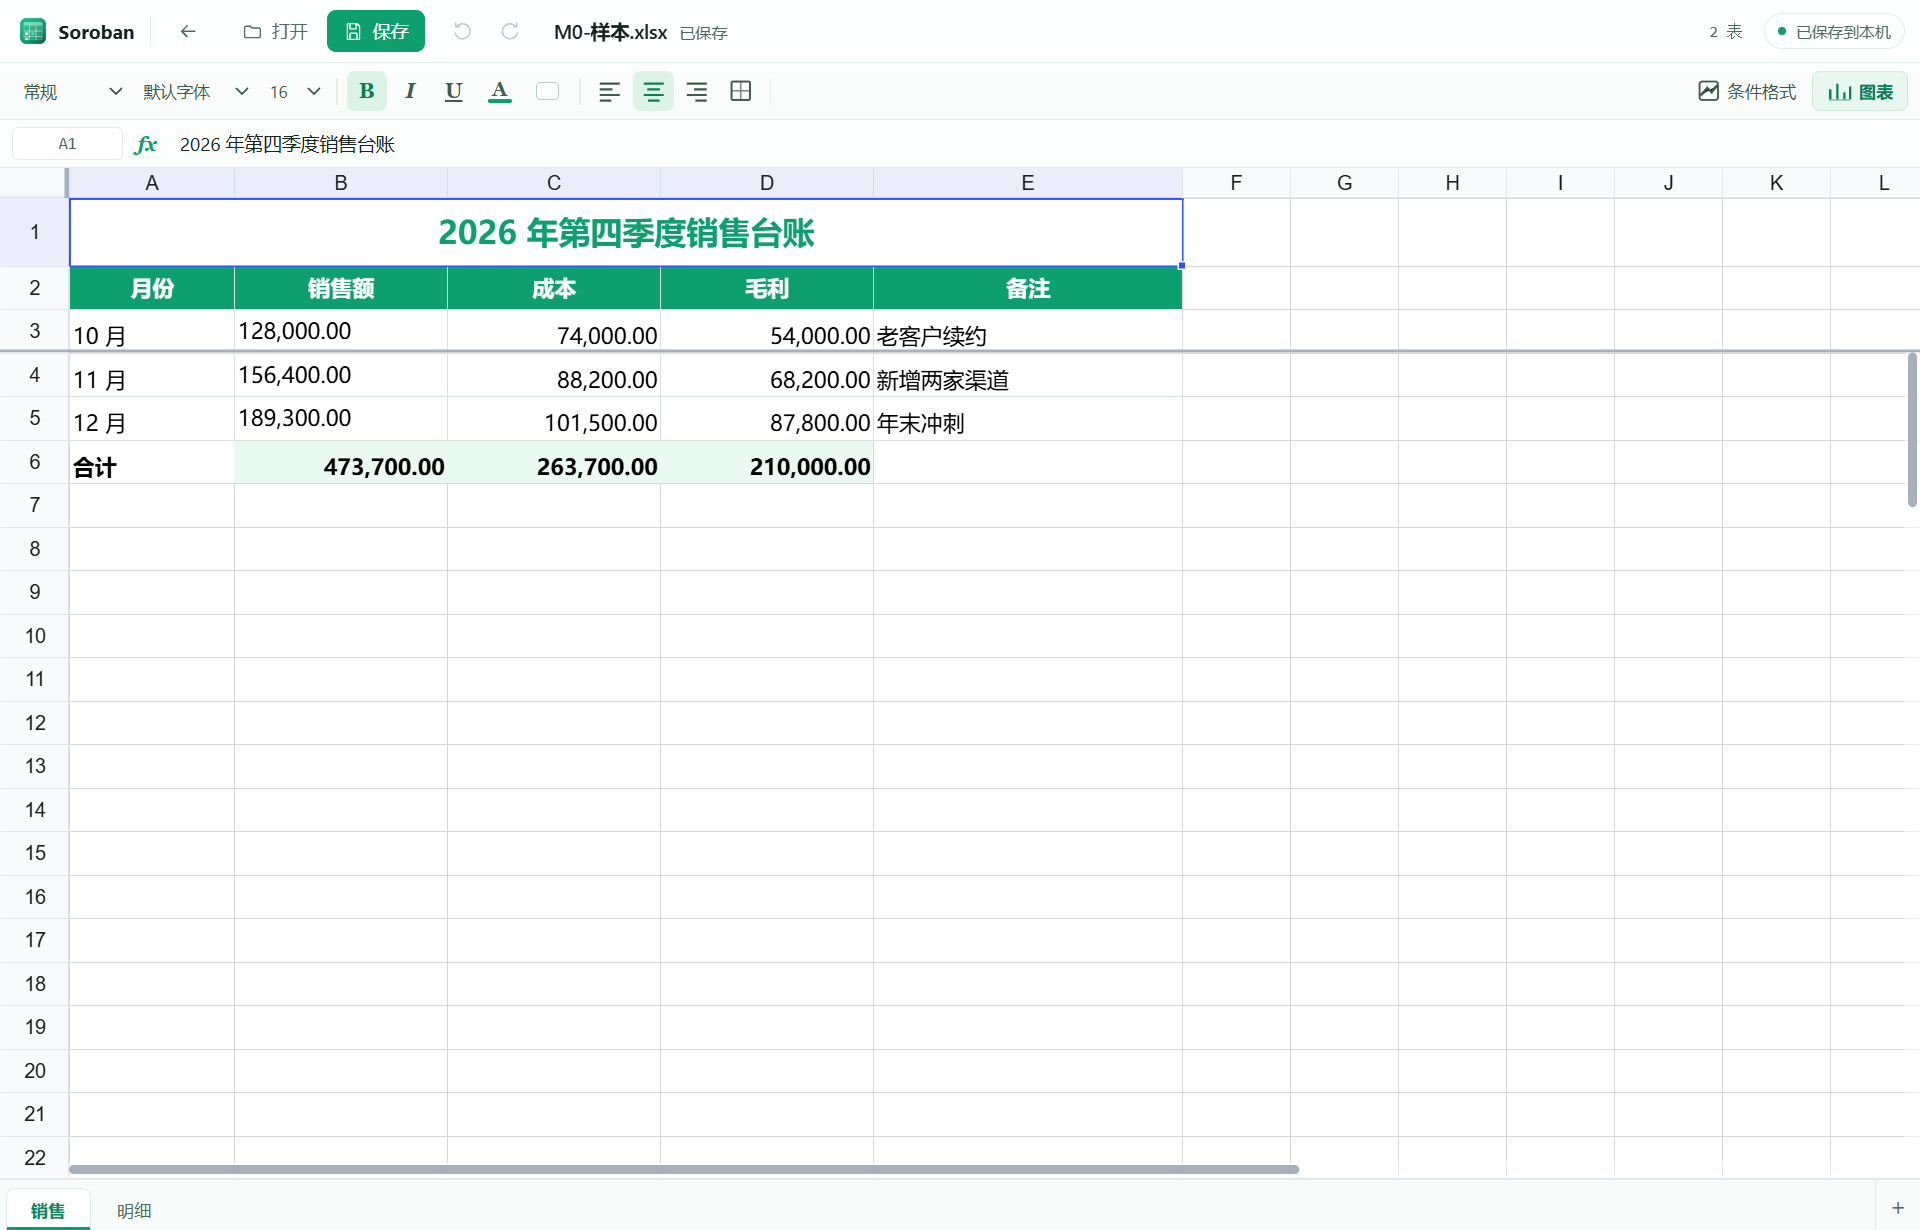 Soroban 打开 保存 M0-样本.xlsx 已保存 2 表 已保存到本机
常规 默认字体 16 B I U A 条件格式 图表
A1 fx 2026 年第四季度销售台账
A B C D E F G H I J K L
1 2026 年第四季度销售台账
2 月份 销售额 成本 毛利 备注
3 10 月 128,000.00 74,000.00 54,000.00 老客户续约
4 11 月 156,400.00 88,200.00 68,200.00 新增两家渠道
5 12 月 189,300.00 101,500.00 87,800.00 年末冲刺
6 合计 473,700.00 263,700.00 210,000.00
7
8
9
10
11
12
13
14
15
16
17
18
19
20
21
22
销售 明细 +